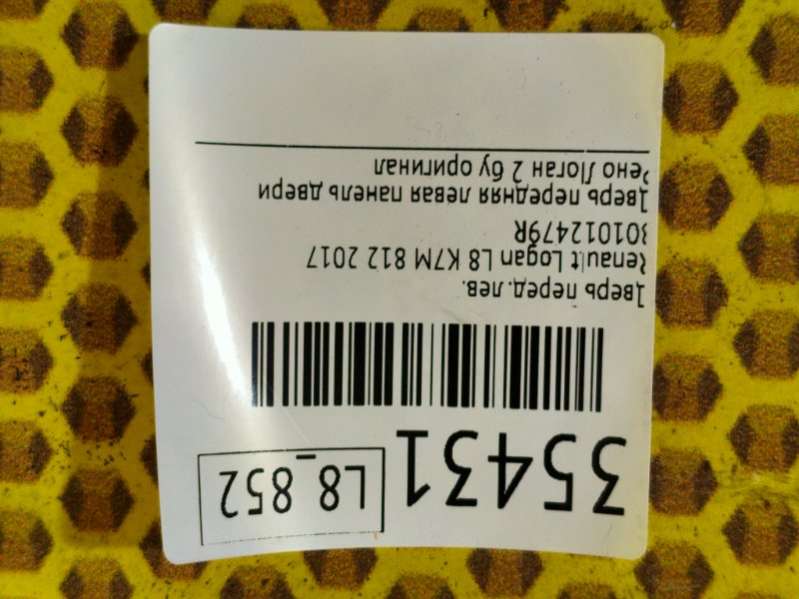 35431
L8_852
Дверь перед. лев.
Renault Logan L8 K7M 812 2017
801012479R
Дверь передняя левая панель двери
Рено Логан 2 бу оригинал